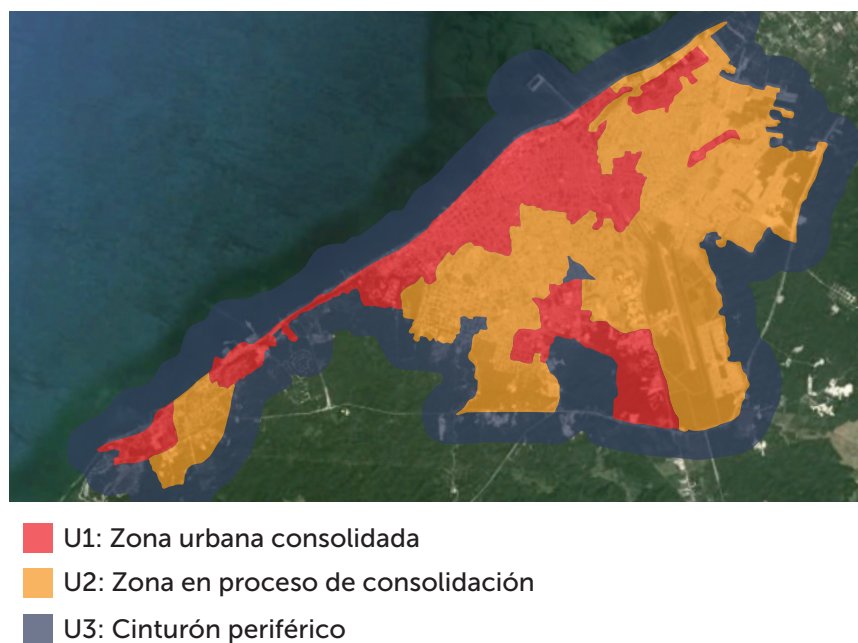 U1: Zona urbana consolidada
U2: Zona en proceso de consolidación
U3: Cinturón periférico